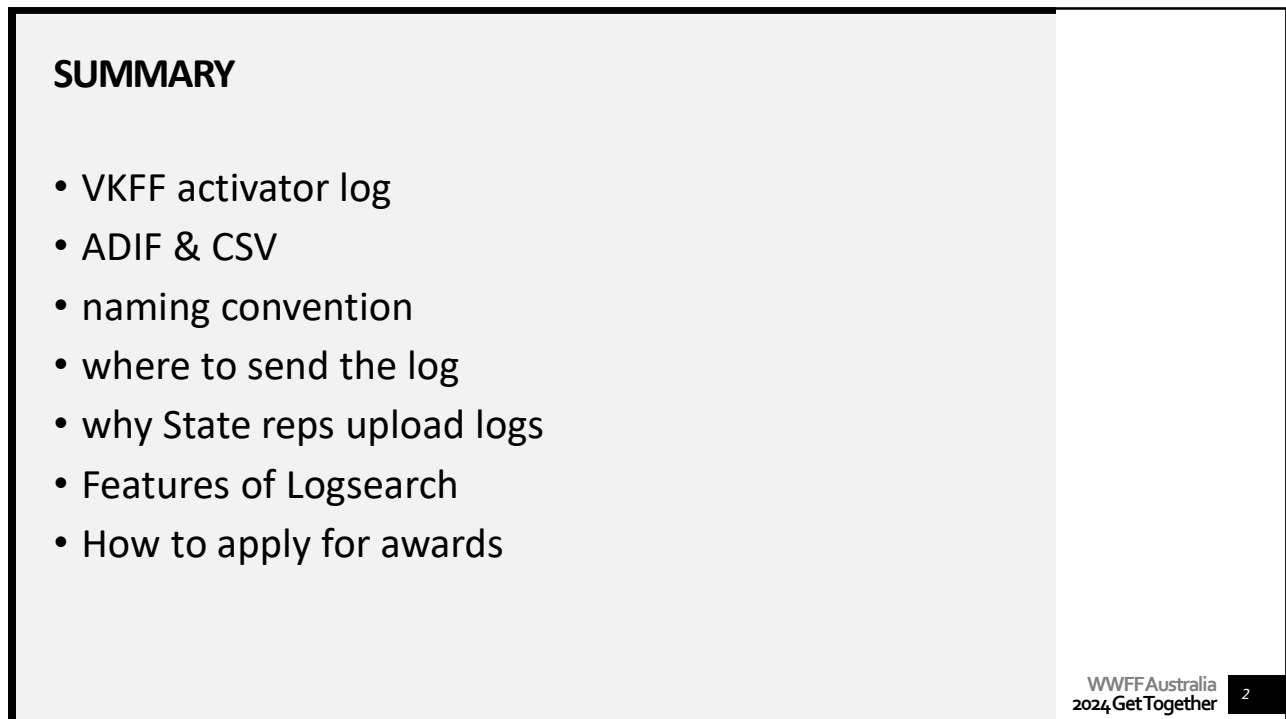 SUMMARY
• VKFF activator log
• ADIF & CSV
• naming convention
• where to send the log
• why State reps upload logs
• Features of Logsearch
• How to apply for awards
WWFF Australia
2024 Get Together
2